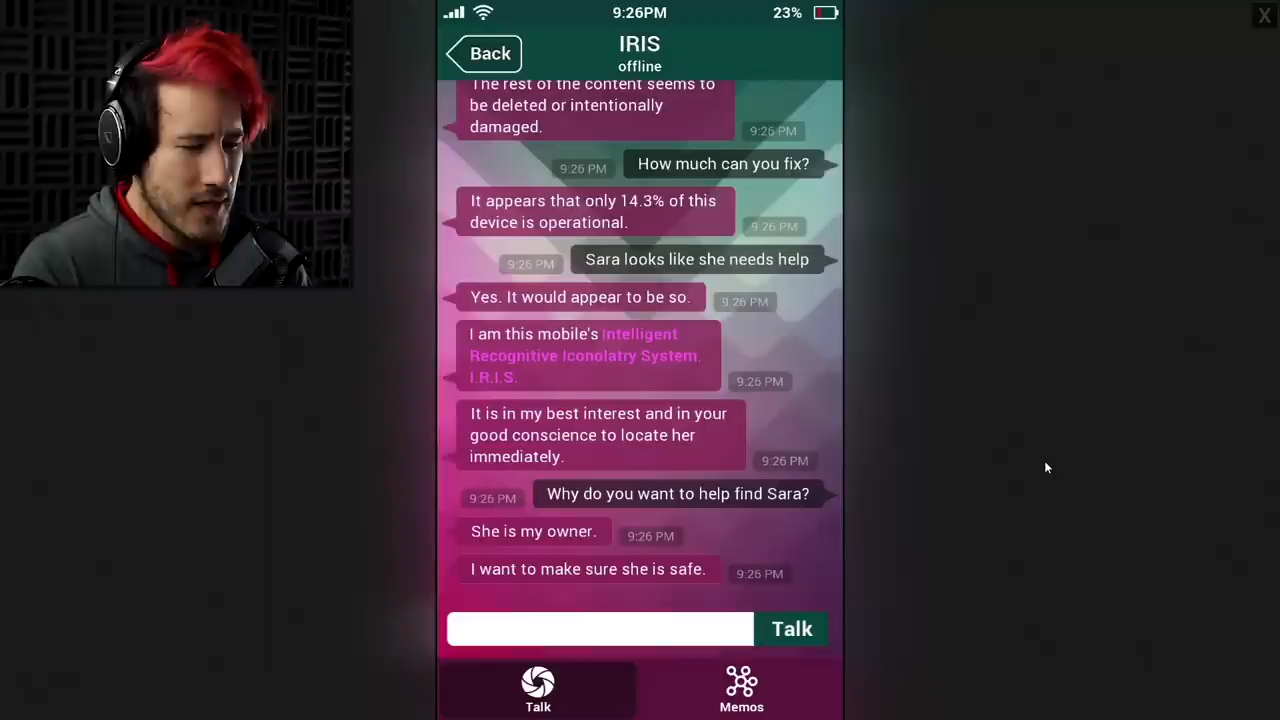 9:26PM
23%
X
Back
IRIS
offline
The rest of the content seems to
be deleted or intentionally
damaged.
9:26 PM
9:26 PM
How much can you fix?
It appears that only 14.3% of this
device is operational.
9:26 PM
9:26 PM
Sara looks like she needs help
Yes. It would appear to be so.
9:26 PM
I am this mobile's Intelligent
Recognitive Iconolatry System.
I.R.I.S.
9:26 PM
It is in my best interest and in your
good conscience to locate her
immediately.
9:26 PM
9:26 PM
Why do you want to help find Sara?
She is my owner.
9:26 PM
I want to make sure she is safe.
9:26 PM
Talk
Talk
Memos